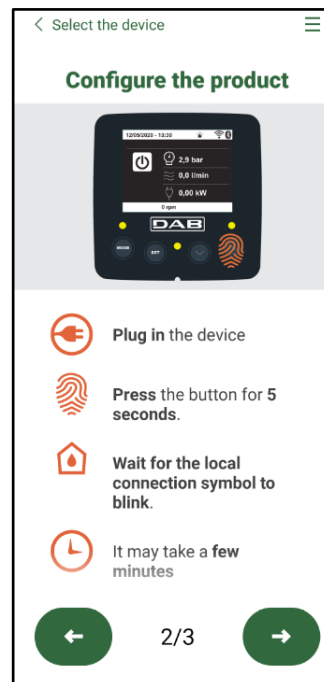 Select the device
Configure the product
12/05/2025 - 13:30
2,9 bar
0,0 l/min
0,00 kW
0 rpm
DAB
MODE
SET
Plug in the device
Press the button for 5
seconds.
Wait for the local
connection symbol to
blink.
It may take a few
minutes
2/3